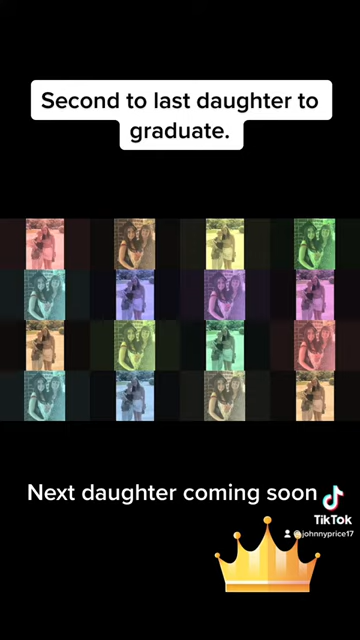 Second to last daughter to
graduate.
Next daughter coming soon
TikTok
@johnnyprice17